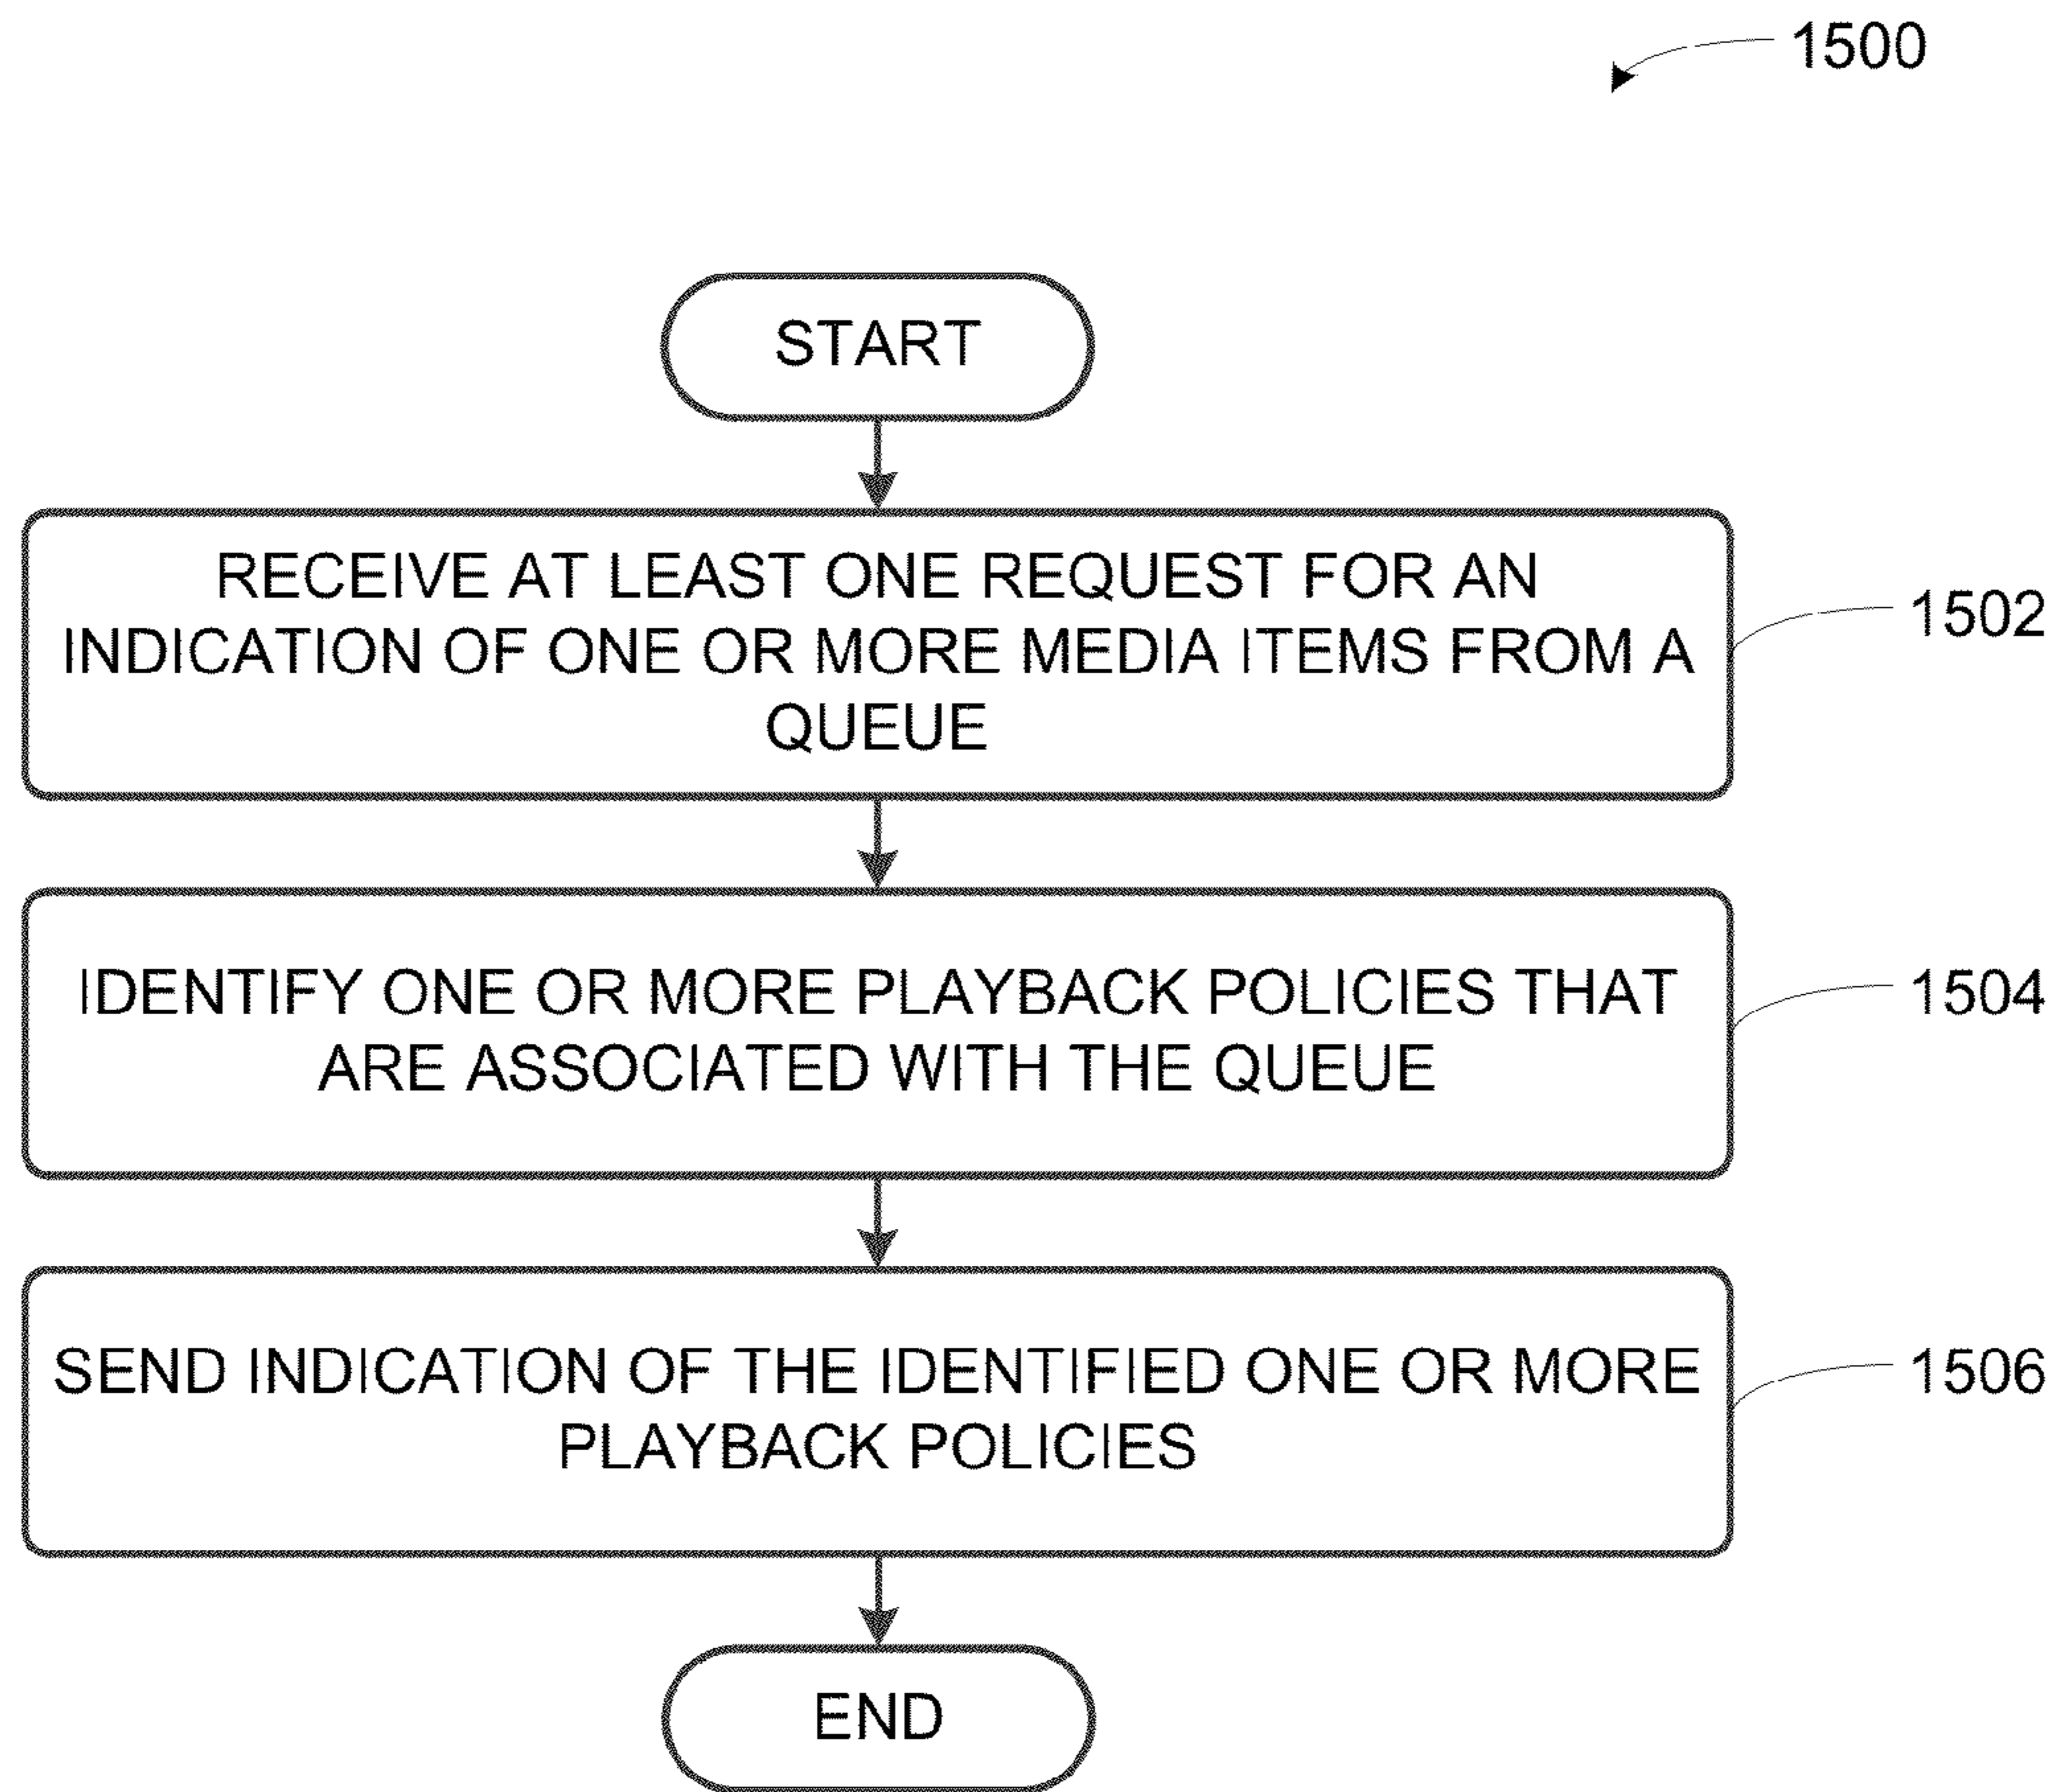 1500
START
RECEIVE AT LEAST ONE REQUEST FOR AN
INDICATION OF ONE OR MORE MEDIA ITEMS FROM A
QUEUE
1502
IDENTIFY ONE OR MORE PLAYBACK POLICIES THAT
ARE ASSOCIATED WITH THE QUEUE
1504
SEND INDICATION OF THE IDENTIFIED ONE OR MORE
PLAYBACK POLICIES
1506
END